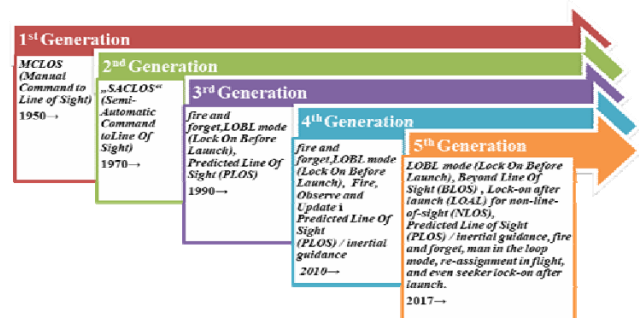 1st Generation
MCLOS
(Manual
Command to
Line of Sight)
1950→
2nd Generation
„SACLOS“
(Semi-
Automatic
Command
toLine Of
Sight)
1970→
3rd Generation
fire and
forget,LOBL mode
(Lock On Before
Launch),
Predicted Line Of
Sight (PLOS)
1990→
4th Generation
fire and
forget,LOBL mode
(Lock On Before
Launch), Fire,
Observe and
Update i
Predicted Line Of
Sight
(PLOS) / inertial
guidance
2010→
5th Generation
LOBL mode (Lock On Before
Launch), Beyond Line Of
Sight (BLOS) , Lock-on after
launch (LOAL) for non-line-
of-sight (NLOS),
Predicted Line of Sight
(PLOS) / inertial guidance, fire
and forget, man in the loop
mode, re-assignment in flight,
and even seeker lock-on after
launch.
2017→